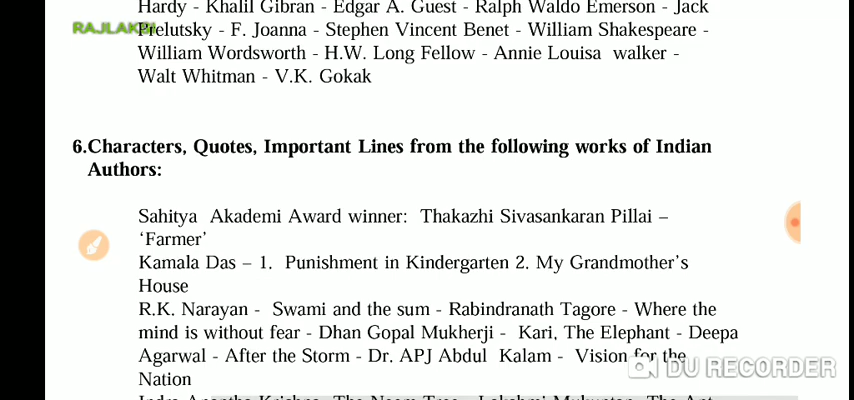 Hardy - Khalil Gibran - Edgar A. Guest - Ralph Waldo Emerson - Jack
RAJLAKSHI Prelutsky - F. Joanna - Stephen Vincent Benet - William Shakespeare -
William Wordsworth - H.W. Long Fellow - Annie Louisa walker -
Walt Whitman - V.K. Gokak
6.Characters, Quotes, Important Lines from the following works of Indian
Authors:
Sahitya Akademi Award winner: Thakazhi Sivasankaran Pillai –
‘Farmer’
Kamala Das – 1. Punishment in Kindergarten 2. My Grandmother’s
House
R.K. Narayan - Swami and the sum - Rabindranath Tagore - Where the
mind is without fear - Dhan Gopal Mukherji - Kari, The Elephant - Deepa
Agarwal - After the Storm - Dr. APJ Abdul Kalam - Vision for the
DU RECORDER
Nation